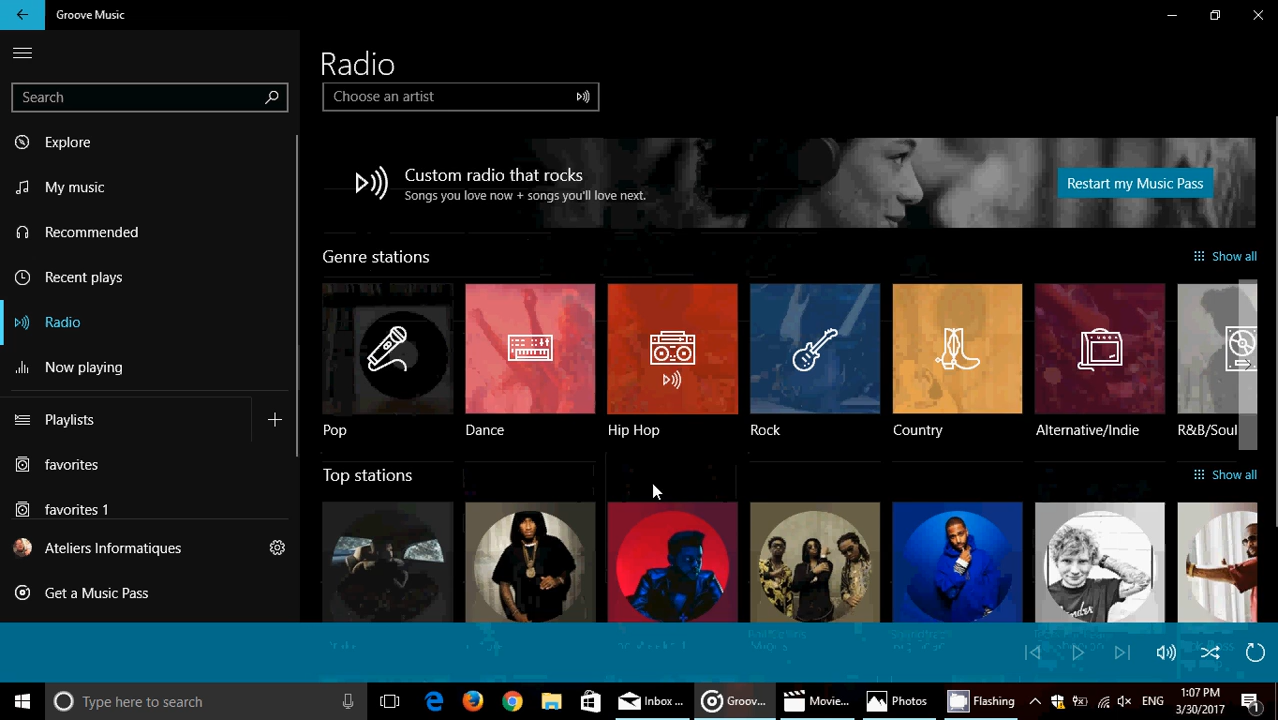 Groove Music
Search
Explore
My music
Recommended
Recent plays
Radio
Now playing
Playlists
favorites
favorites 1
Ateliers Informatiques
Get a Music Pass
Radio
Choose an artist
Custom radio that rocks
Songs you love now + songs you'll love next.
Restart my Music Pass
Genre stations
Show all
Pop
Dance
Hip Hop
Rock
Country
Alternative/Indie
R&B/Soul
Top stations
Show all
Type here to search
Inbox ...
Groov...
Movie...
Photos
Flashing
ENG
1:07 PM
3/30/2017
1